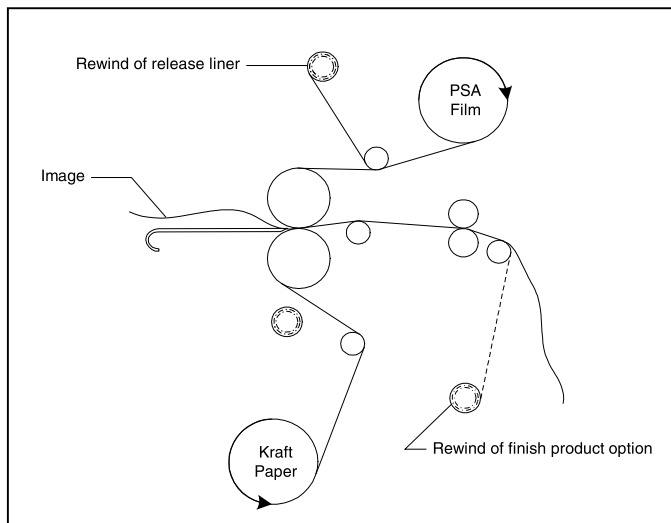 Rewind of release liner
PSA
Film
Image
Kraft
Paper
Rewind of finish product option